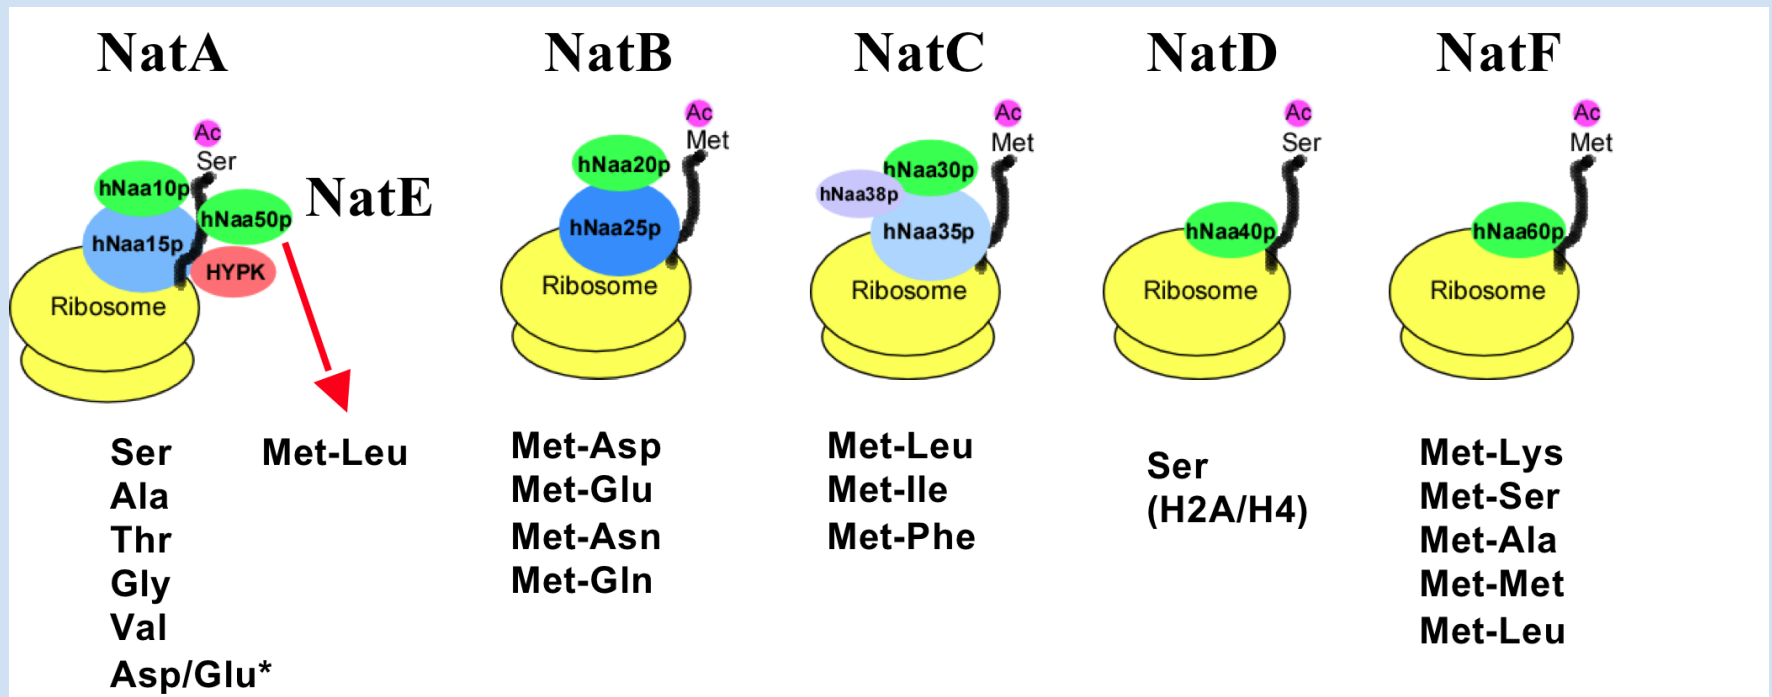 NatA
Ac
Ser
hNaa10p
hNaa50p
NatE
hNaa15p
HYPK
Ribosome
Ser
Ala
Thr
Gly
Val
Asp/Glu*
Met-Leu
NatB
Ac
Met
hNaa20p
hNaa25p
Ribosome
Met-Asp
Met-Glu
Met-Asn
Met-Gln
NatC
Ac
Met
hNaa30p
hNaa38p
hNaa35p
Ribosome
Met-Leu
Met-Ile
Met-Phe
NatD
Ac
Ser
hNaa40p
Ribosome
Ser
(H2A/H4)
NatF
Ac
Met
hNaa60p
Ribosome
Met-Lys
Met-Ser
Met-Ala
Met-Met
Met-Leu